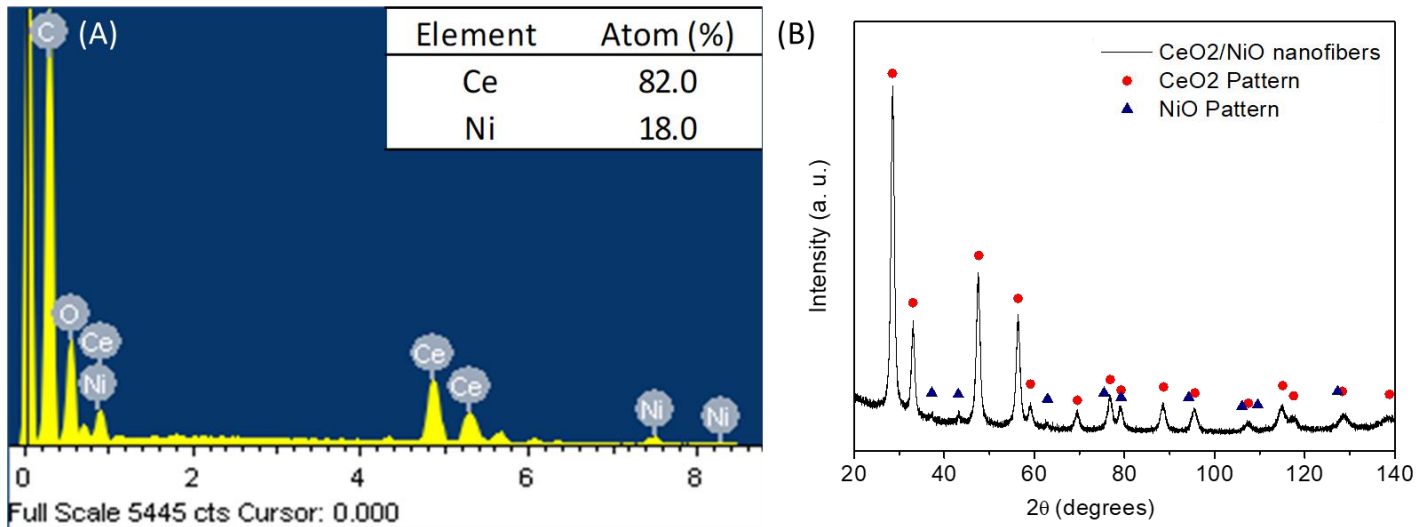 (A)
C
O
Ce
Ni
Ce
Ce
Ni
Ni
Element Atom (%)
Ce 82.0
Ni 18.0
0 2 4 6 8
Full Scale 5445 cts Cursor: 0.000
(B)
CeO2/NiO nanofibers
CeO2 Pattern
NiO Pattern
Intensity (a. u.)
20 40 60 80 100 120 140
2θ (degrees)